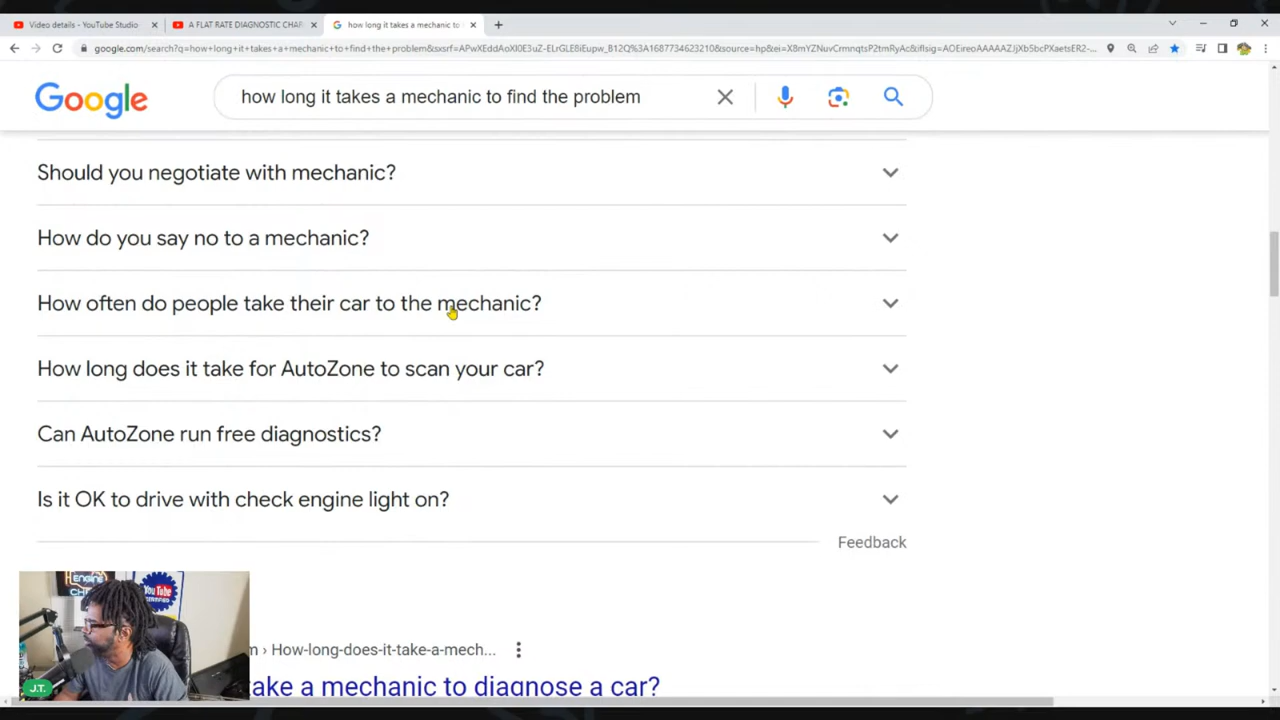 Video details - YouTube Studio
A FLAT RATE DIAGNOSTIC CHAR
how long it takes a mechanic to
Google
how long it takes a mechanic to find the problem
Should you negotiate with mechanic?
How do you say no to a mechanic?
How often do people take their car to the mechanic?
How long does it take for AutoZone to scan your car?
Can AutoZone run free diagnostics?
Is it OK to drive with check engine light on?
Feedback
ENGINE
YouTube
J.T.
› How-long-does-it-take-a-mech...
take a mechanic to diagnose a car?